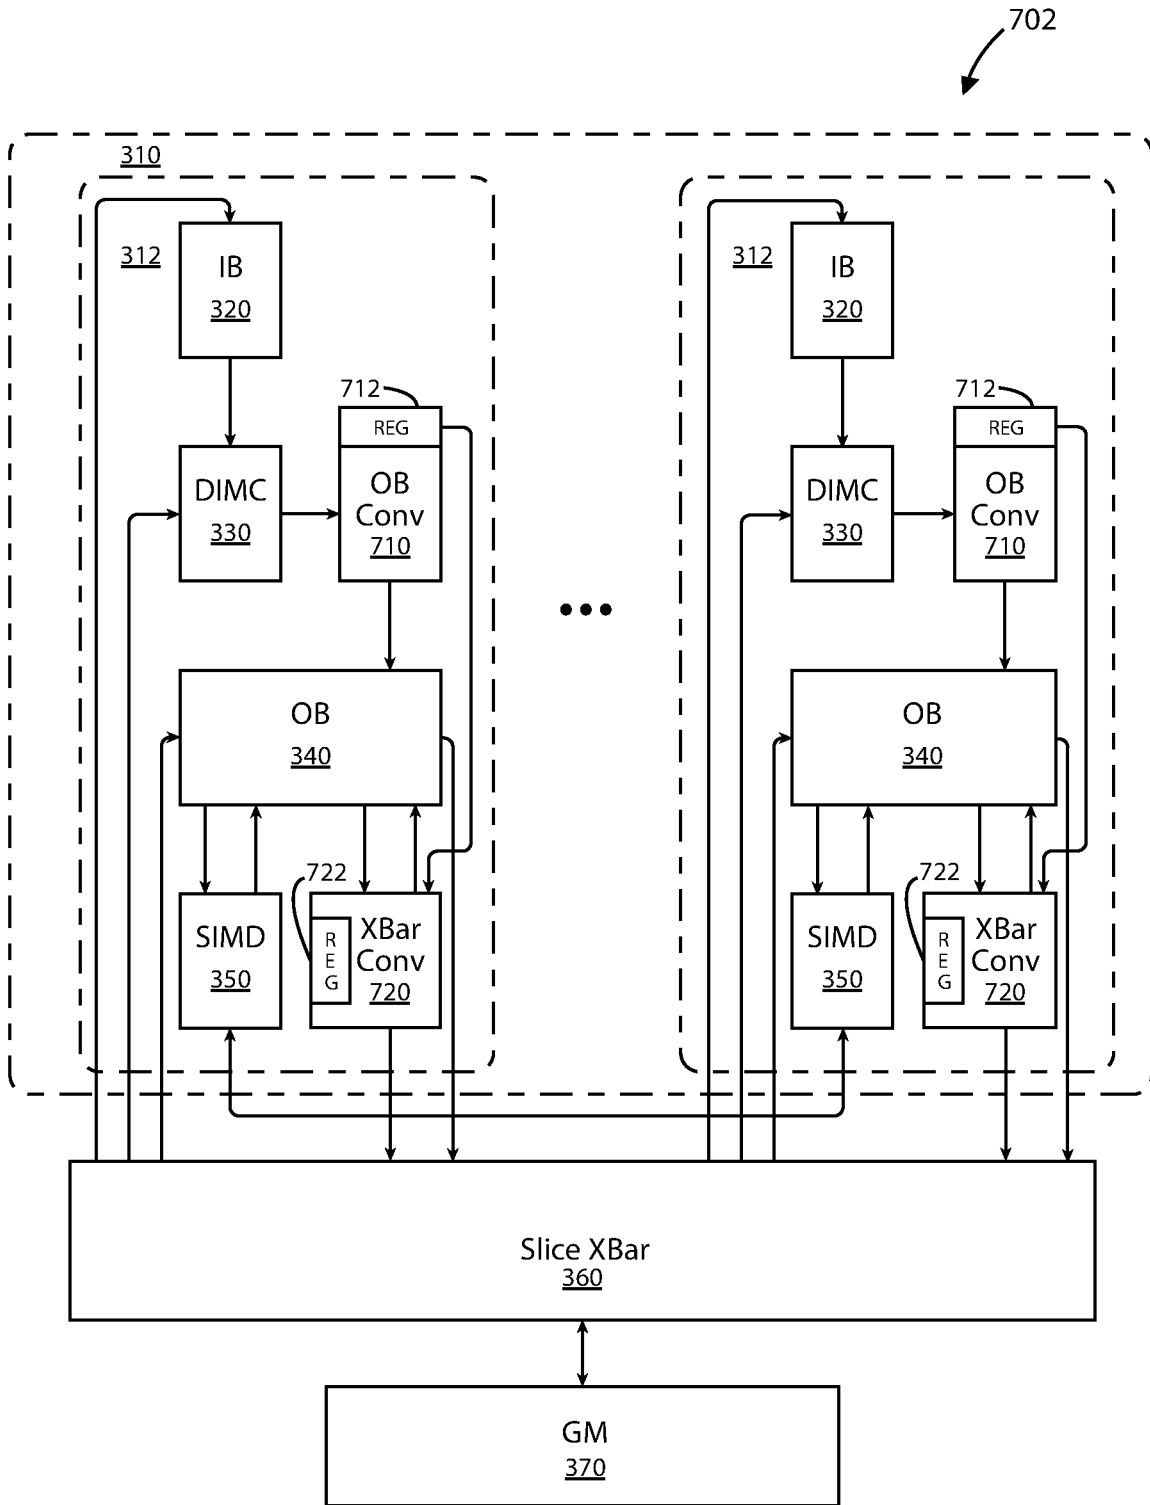 702
310
312
IB
320
712
REG
DIMC
330
OB
Conv
710
OB
340
722
SIMD
350
R
E
G
XBar
Conv
720
•••
312
IB
320
712
REG
DIMC
330
OB
Conv
710
OB
340
722
SIMD
350
R
E
G
XBar
Conv
720
Slice XBar
360
GM
370